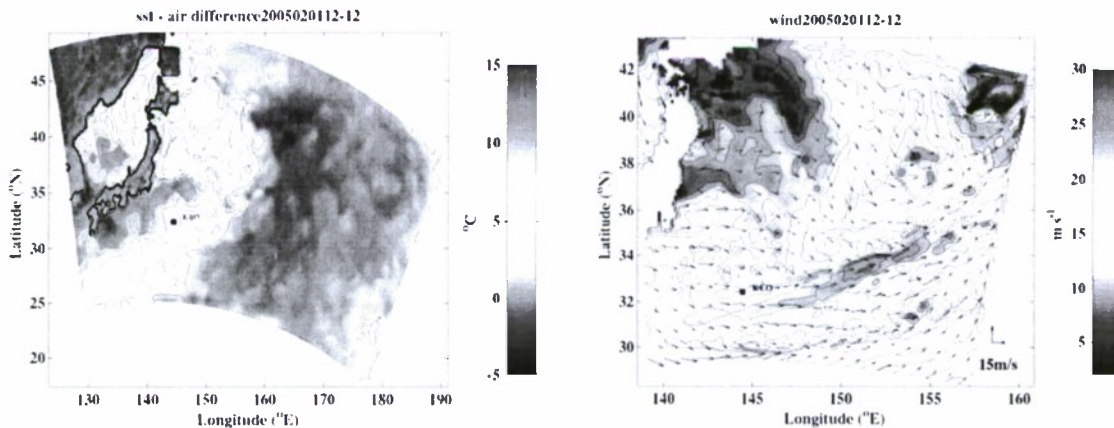 sst - air difference2005020112-12
45
40
35
30
25
20
130 140 150 160 170 180 190
Latitude (°N)
Longitude (°E)
15
10
5
0
-5
°C
wind2005020112-12
42
40
38
36
34
32
30
140 145 150 155 160
Latitude (°N)
Longitude (°E)
KEO
15m/s
30
25
20
15
10
5
m s⁻¹